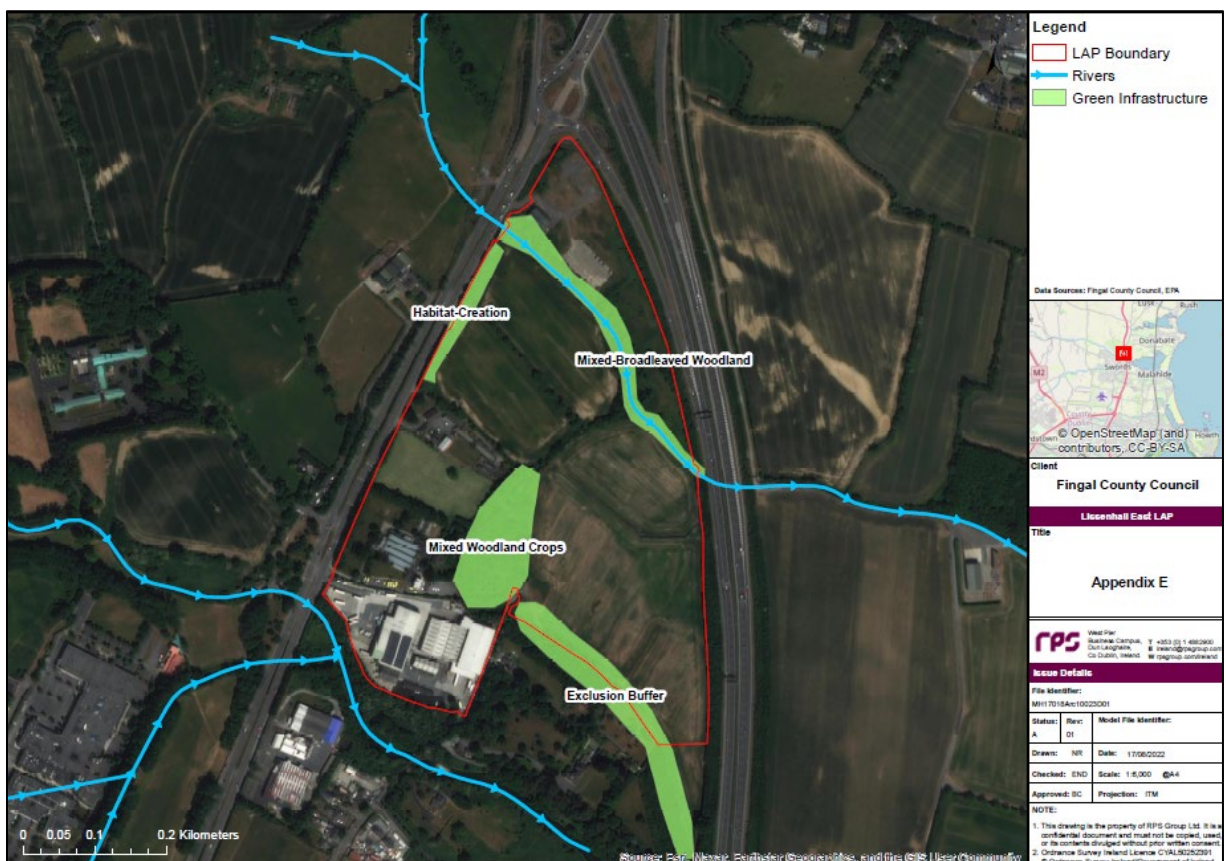 Legend
LAP Boundary
Rivers
Green Infrastructure
Data Sources: Fingal County Council, EPA
Habitat-Creation
Mixed-Broadleaved Woodland
Mixed Woodland Crops
Exclusion Buffer
0 0.05 0.1 0.2 Kilometers
Source: Esri, Maxar, Earthstar Geographics, and the GIS User Community
Lusk
Rush
Donabate
Swords
Malahide
M2
Howth
© OpenStreetMap (and)
contributors, CC-BY-SA
Client
Fingal County Council
Lissenhall East LAP
Title
Appendix E
rps
West Pier
Business Campus,
Dun Laoghaire,
Co Dublin, Ireland.
T +353 (0) 1 4882900
E ireland@rpsgroup.com
W rpsgroup.com/ireland
Issue Details
File Identifier:
Status: Rev: Model File Identifier:
A 01
Drawn: NR Date: 17/06/2022
Checked: END Scale: 1:6,000 @A4
Approved: BC Projection: ITM
NOTE:
1. This drawing is the property of RPS Group Ltd. It is a
confidential document and must not be copied, used,
or its contents divulged without prior written consent.
2. Ordnance Survey Ireland Licence